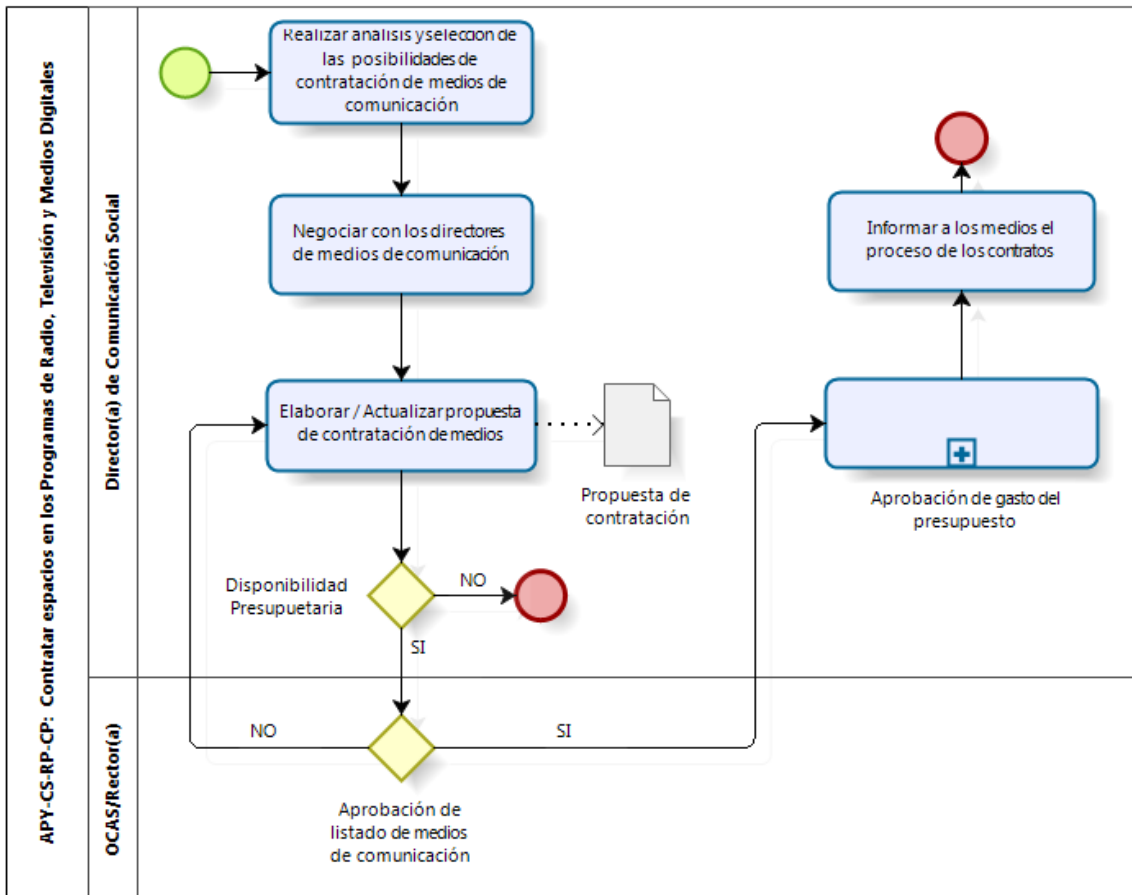 APY-CS-RP-CP: Contratar espacios en los Programas de Radio, Televisión y Medios Digitales
Director(a) de Comunicación Social
Realizar analisis y seleccion de
las posibilidades de
contratación de medios de
comunicación
Negociar con los directores
de medios de comunicación
Elaborar / Actualizar propuesta
de contratación de medios
Propuesta de
contratación
Disponibilidad
Presupuetaria
NO
SI
Informar a los medios el
proceso de los contratos
Aprobación de gasto del
presupuesto
OCAS/Rector(a)
NO
SI
Aprobación de
listado de medios
de comunicación